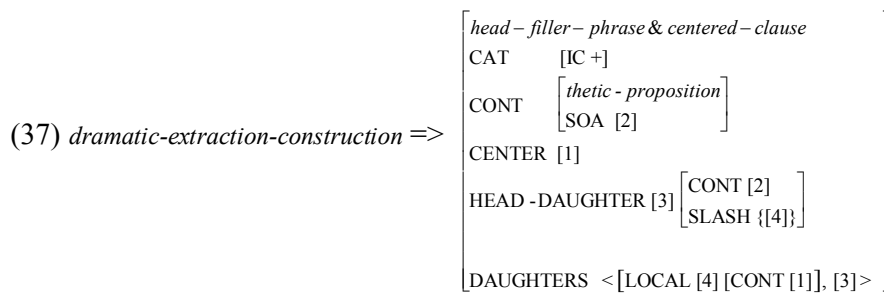 head – filler – phrase & centered – clause
CAT [IC +]
thetic - proposition
CONT
SOA [2]
(37) dramatic-extraction-construction =>
CENTER [1]
CONT [2]
HEAD - DAUGHTER [3]
SLASH {[4]}
DAUGHTERS <[LOCAL [4] [CONT [1]], [3]>